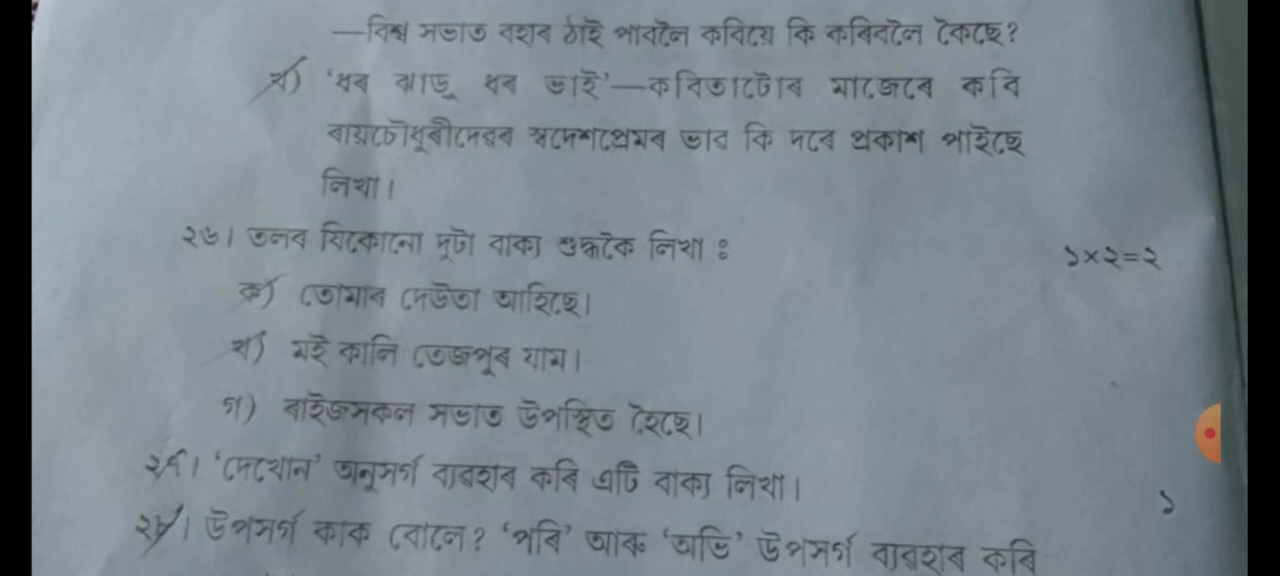 —বিশ্ব সভাত বহাৰ ঠাই পাবলৈ কবিয়ে কি কৰিবলৈ কৈছে?
খ) ‘ধৰ ঝাড়ু ধৰ ভাই’—কবিতাটোৰ মাজেৰে কবি
ৰায়চৌধুৰীদেৱৰ স্বদেশপ্ৰেমৰ ভাৱ কি দৰে প্ৰকাশ পাইছে
লিখা।
২৬। তলৰ যিকোনো দুটা বাক্য শুদ্ধকৈ লিখা ঃ ১×২=২
ক) তোমাৰ দেউতা আহিছে।
খ) মই কালি তেজপুৰ যাম।
গ) ৰাইজসকল সভাত উপস্থিত হৈছে।
২৭। ‘দেখোন’ অনুসৰ্গ ব্যৱহাৰ কৰি এটি বাক্য লিখা। ১
২৮। উপসৰ্গ কাক বোলে? ‘পৰি’ আৰু ‘অভি’ উপসৰ্গ ব্যৱহাৰ কৰি